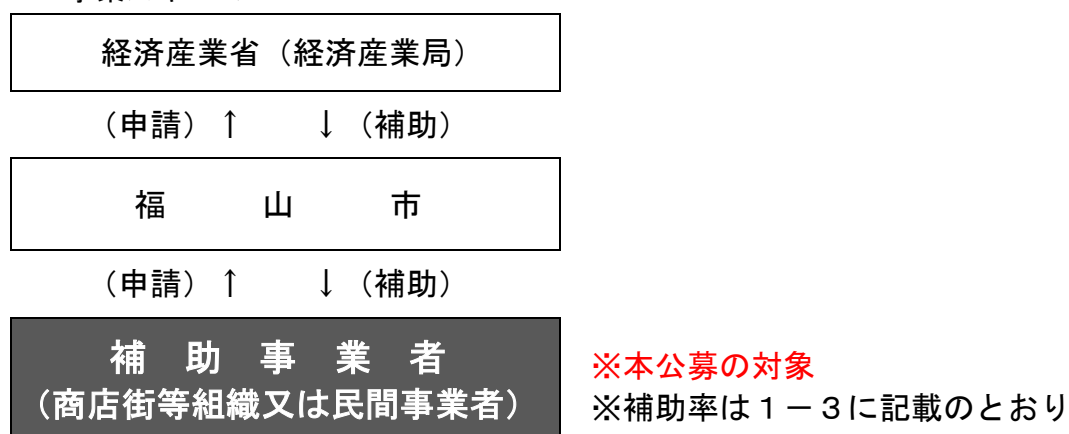 経済産業省（経済産業局）
（申請）↑　　↓（補助）
福　山　市
（申請）↑　　↓（補助）
補　助　事　業　者
（商店街等組織又は民間事業者）
※本公募の対象
※補助率は１－３に記載のとおり